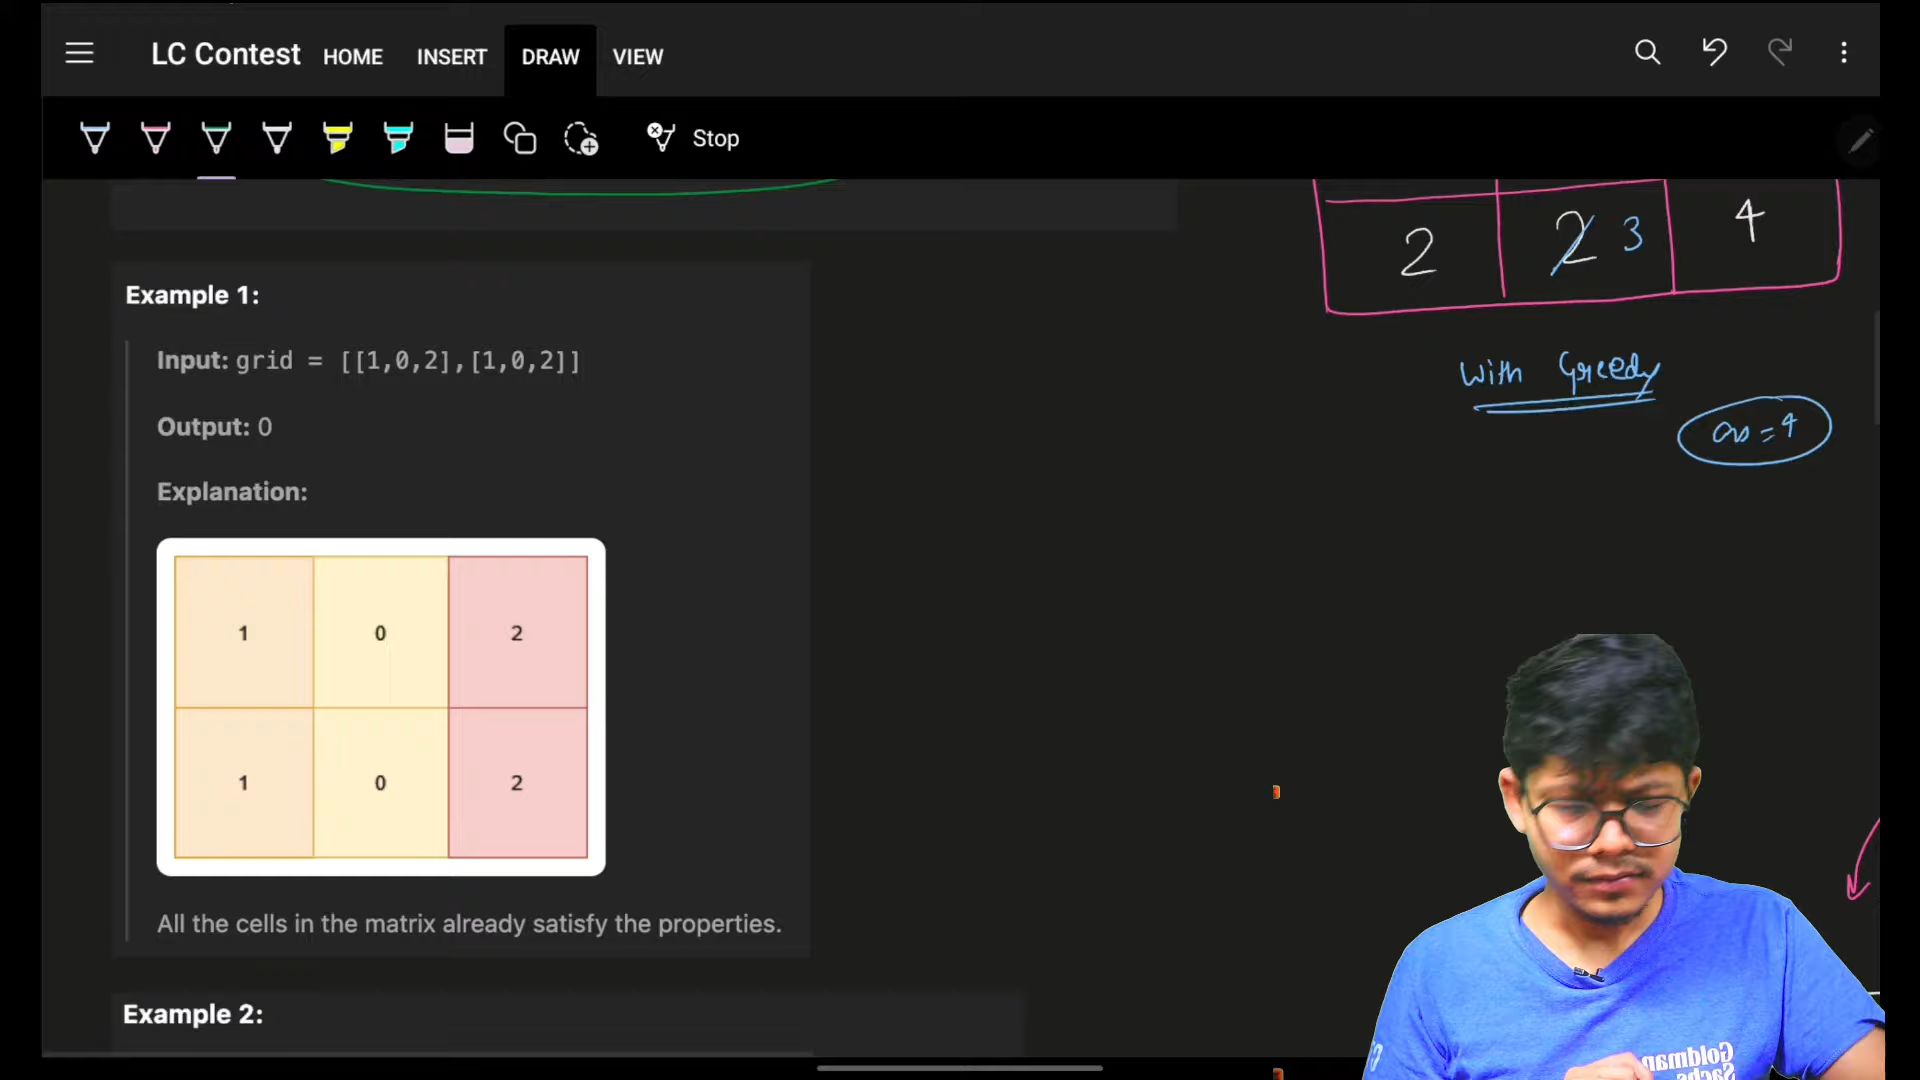 LC Contest HOME INSERT DRAW VIEW
Stop
2 2 3 4
Example 1:
Input: grid = [[1,0,2],[1,0,2]]
With Greedy
Output: 0
ans = 4
Explanation:
1 0 2
1 0 2
All the cells in the matrix already satisfy the properties.
Example 2:
Goldman
Sachs